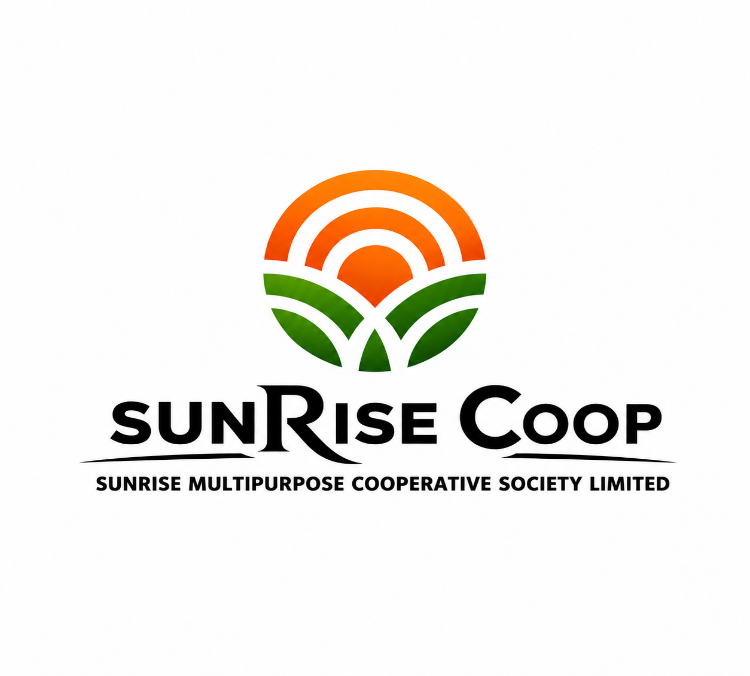 SUNRISE COOP
SUNRISE MULTIPURPOSE COOPERATIVE SOCIETY LIMITED